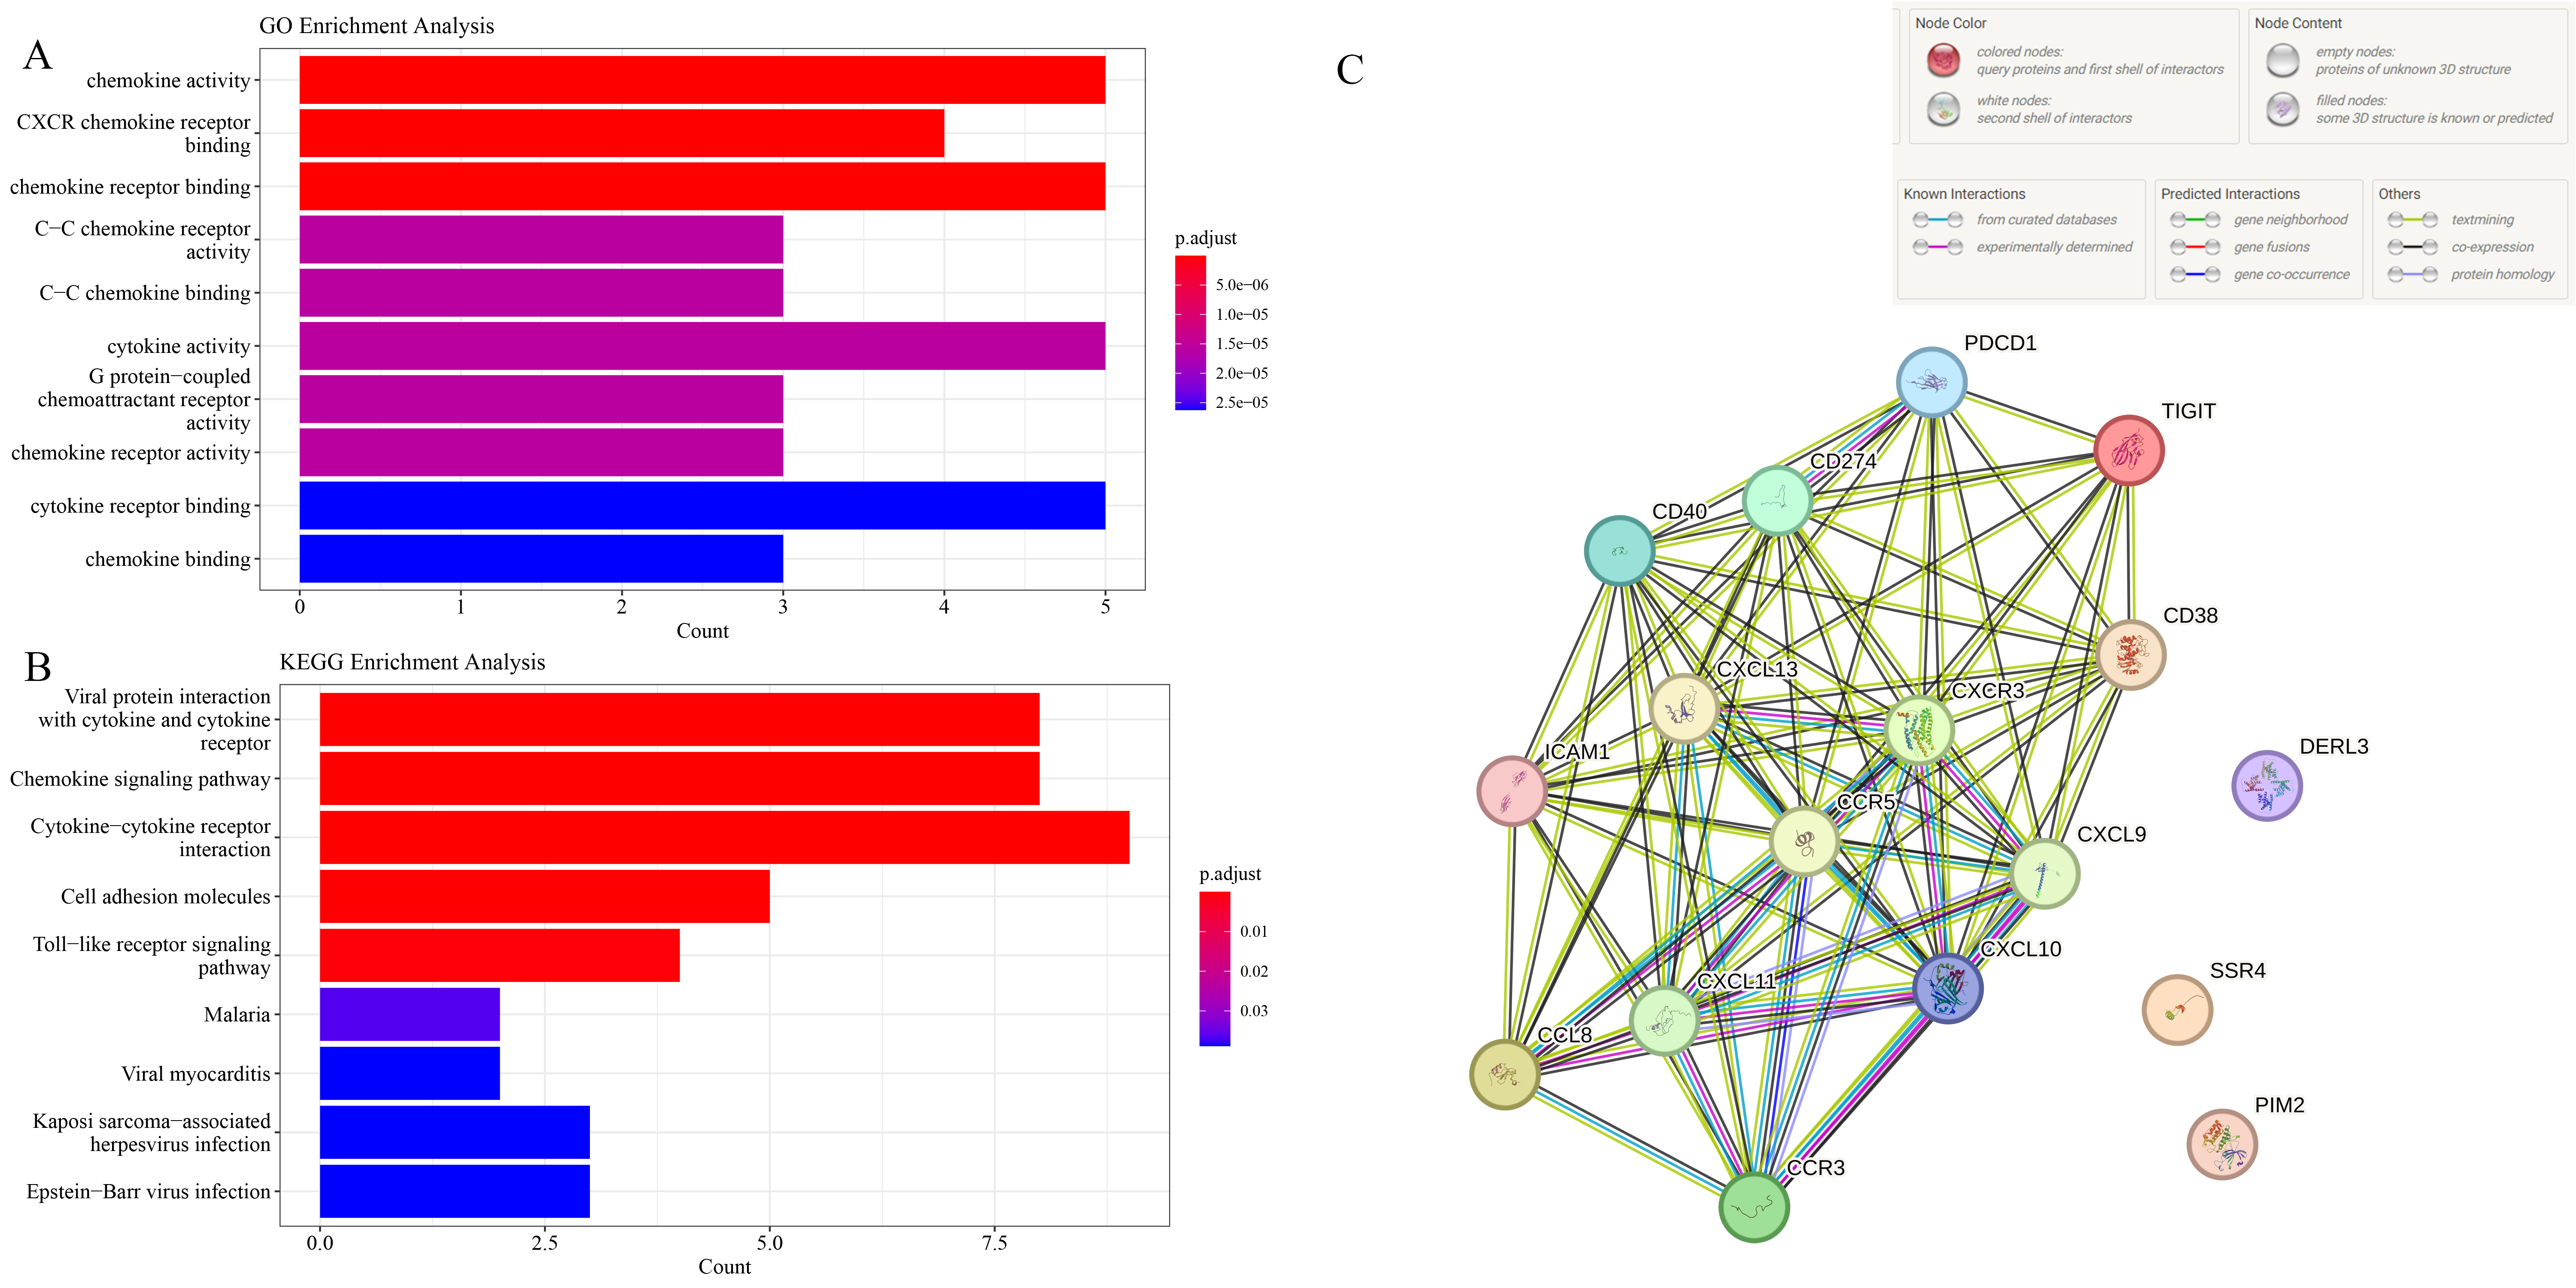 A
GO Enrichment Analysis
chemokine activity
CXCR chemokine receptor
binding
chemokine receptor binding
C−C chemokine receptor
activity
C−C chemokine binding
cytokine activity
G protein−coupled
chemoattractant receptor
activity
chemokine receptor activity
cytokine receptor binding
chemokine binding
0 1 2 3 4 5
Count
p.adjust
5.0e−06
1.0e−05
1.5e−05
2.0e−05
2.5e−05
B
KEGG Enrichment Analysis
Viral protein interaction
with cytokine and cytokine
receptor
Chemokine signaling pathway
Cytokine−cytokine receptor
interaction
Cell adhesion molecules
Toll−like receptor signaling
pathway
Malaria
Viral myocarditis
Kaposi sarcoma−associated
herpesvirus infection
Epstein−Barr virus infection
0.0 2.5 5.0 7.5
Count
p.adjust
0.01
0.02
0.03
C
Node Color
colored nodes:
query proteins and first shell of interactors
white nodes:
second shell of interactors
Node Content
empty nodes:
proteins of unknown 3D structure
filled nodes:
some 3D structure is known or predicted
Known Interactions
from curated databases
experimentally determined
Predicted Interactions
gene neighborhood
gene fusions
gene co-occurrence
Others
textmining
co-expression
protein homology
PDCD1
TIGIT
CD274
CD40
CD38
CXCL13
CXCR3
ICAM1
DERL3
CCR5
CXCL9
CXCL10
SSR4
CXCL11
CCL8
PIM2
CCR3